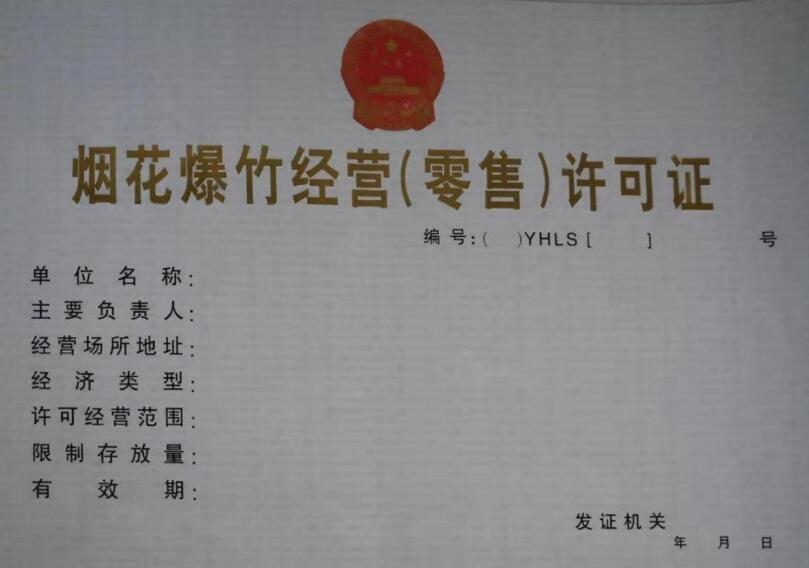 烟花爆竹经营(零售)许可证
编号:( )YHLS [ ] 号
单位名称:
主要负责人:
经营场所地址:
经济类型:
许可经营范围:
限制存放量:
有效期:
发证机关
年 月 日